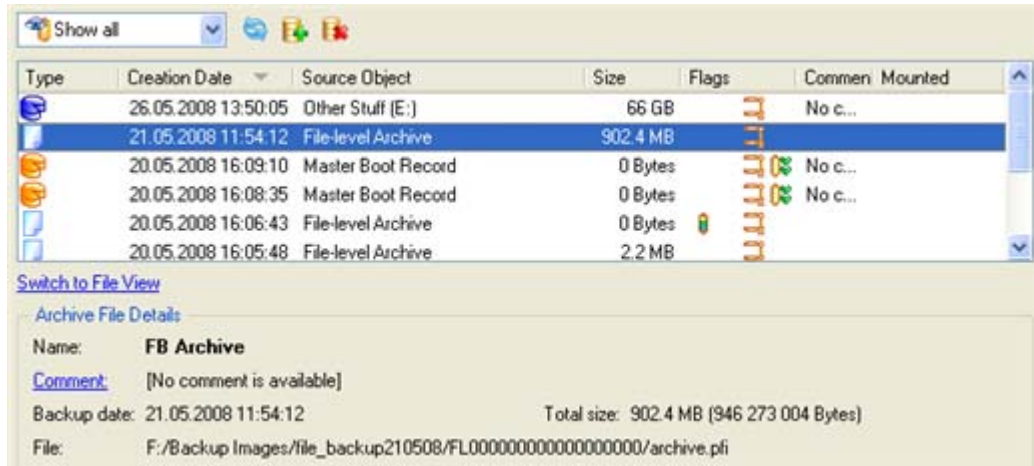 Show all
Type Creation Date Source Object Size Flags Commen Mounted
26.05.2008 13:50:05 Other Stuff (E:) 66 GB No c...
21.05.2008 11:54:12 File-level Archive 902.4 MB
20.05.2008 16:09:10 Master Boot Record 0 Bytes No c...
20.05.2008 16:08:35 Master Boot Record 0 Bytes No c...
20.05.2008 16:06:43 File-level Archive 0 Bytes
20.05.2008 16:05:48 File-level Archive 2.2 MB
Switch to File View
Archive File Details
Name: FB Archive
Comment: [No comment is available]
Backup date: 21.05.2008 11:54:12 Total size: 902.4 MB (946 273 004 Bytes)
File: F:/Backup Images/file_backup210508/FL000000000000000000/archive.pfi